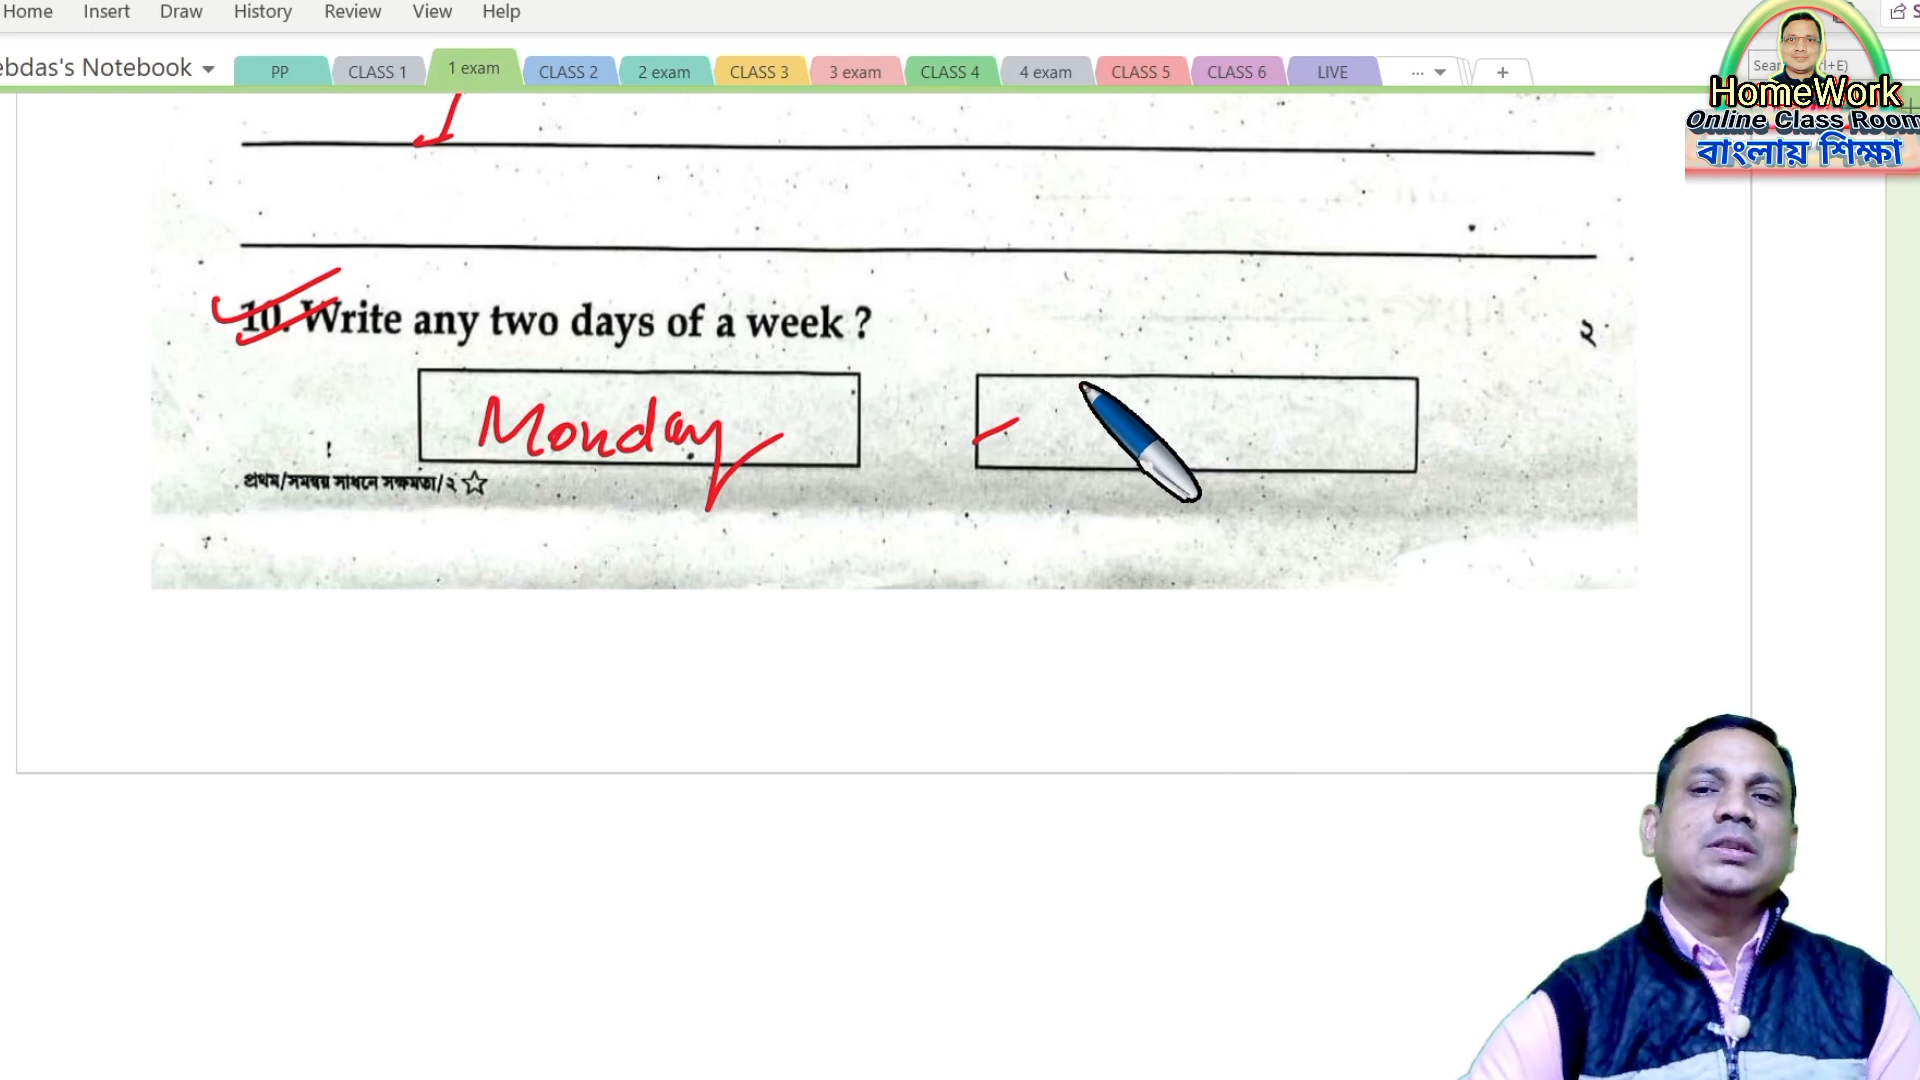 Home Insert Draw History Review View Help
ebdas's Notebook PP CLASS 1 1 exam CLASS 2 2 exam CLASS 3 3 exam CLASS 4 4 exam CLASS 5 CLASS 6 LIVE ... +
HomeWork
Online Class Room
বাংলায় শিক্ষা
10. Write any two days of a week ? ২
Monday
প্রথম/সমন্বয় সাধনে সক্ষমতা/২